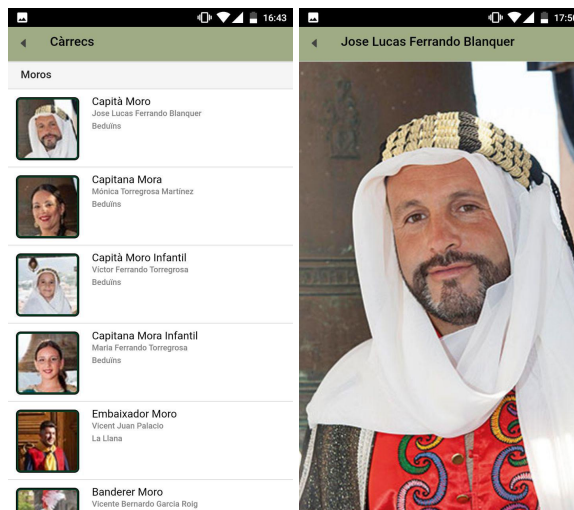 16:43
Càrrecs
Moros
Capità Moro
Jose Lucas Ferrando Blanquer
Beduïns
Capitana Mora
Mónica Torregrosa Martínez
Beduïns
Capità Moro Infantil
Víctor Ferrando Torregrosa
Beduïns
Capitana Mora Infantil
Maria Ferrando Torregrosa
Beduïns
Embaixador Moro
Vicent Juan Palacio
La Llana
Banderer Moro
Vicente Bernardo García Roig
17:50
Jose Lucas Ferrando Blanquer